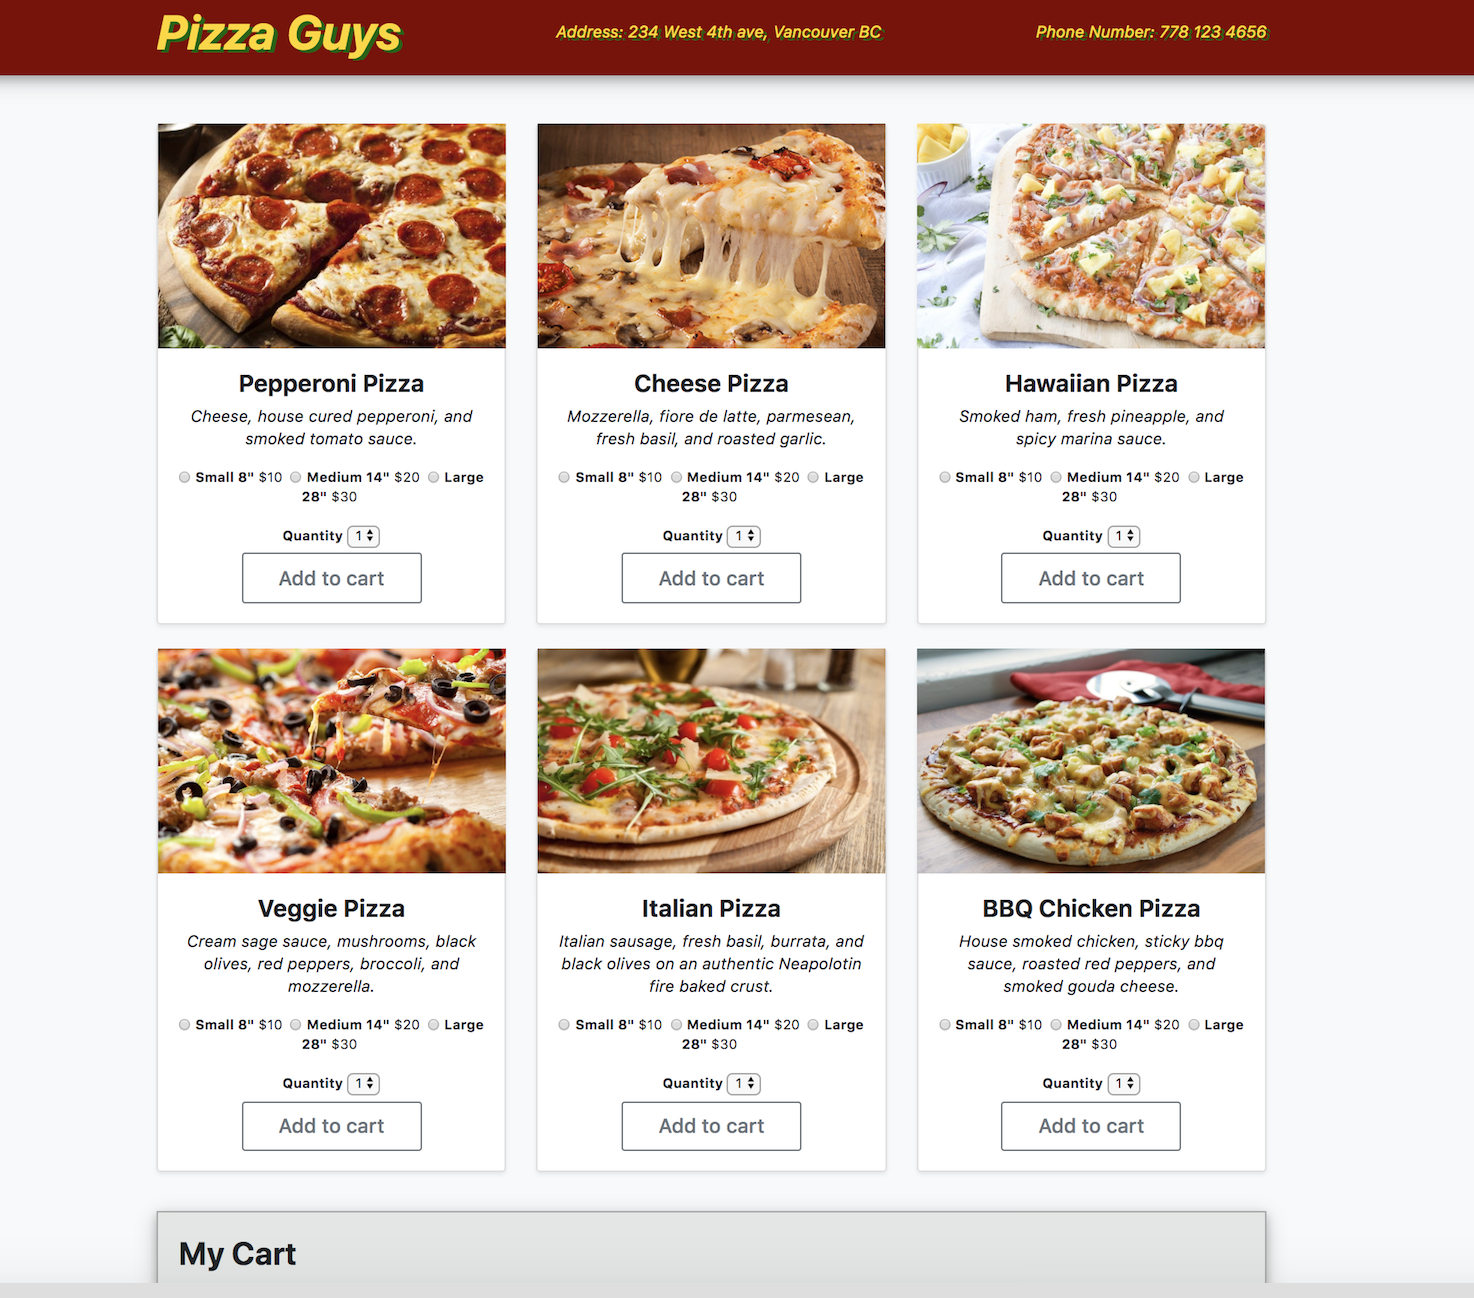 Pizza Guys
Address: 234 West 4th ave, Vancouver BC
Phone Number: 778 123 4656
Pepperoni Pizza
Cheese, house cured pepperoni, and
smoked tomato sauce.
Small 8" $10 Medium 14" $20 Large
28" $30
Quantity 1
Add to cart
Cheese Pizza
Mozzerella, fiore de latte, parmesean,
fresh basil, and roasted garlic.
Small 8" $10 Medium 14" $20 Large
28" $30
Quantity 1
Add to cart
Hawaiian Pizza
Smoked ham, fresh pineapple, and
spicy marina sauce.
Small 8" $10 Medium 14" $20 Large
28" $30
Quantity 1
Add to cart
Veggie Pizza
Cream sage sauce, mushrooms, black
olives, red peppers, broccoli, and
mozzerella.
Small 8" $10 Medium 14" $20 Large
28" $30
Quantity 1
Add to cart
Italian Pizza
Italian sausage, fresh basil, burrata, and
black olives on an authentic Neapolotin
fire baked crust.
Small 8" $10 Medium 14" $20 Large
28" $30
Quantity 1
Add to cart
BBQ Chicken Pizza
House smoked chicken, sticky bbq
sauce, roasted red peppers, and
smoked gouda cheese.
Small 8" $10 Medium 14" $20 Large
28" $30
Quantity 1
Add to cart
My Cart